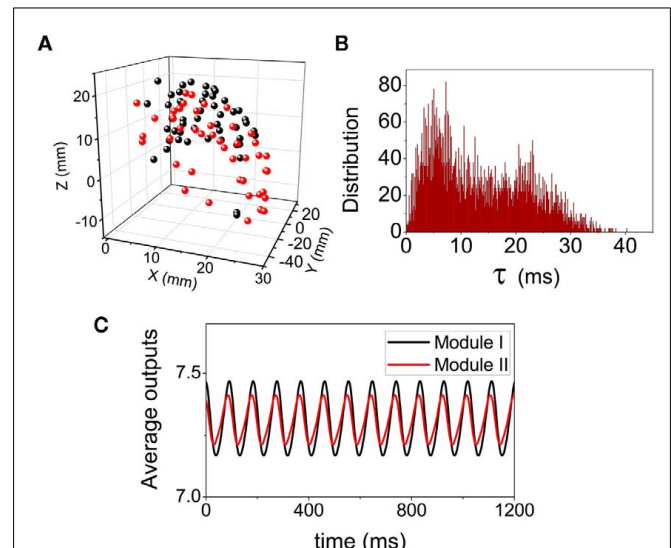 A
20
10
0
-10
Z (mm)
0
10
20
30
X (mm)
20
0
-20
-40
Y (mm)
B
80
60
40
20
0
Distribution
0 10 20 30 40
τ (ms)
C
Average outputs
7.5
7.0
Module I
Module II
0 400 800 1200
time (ms)